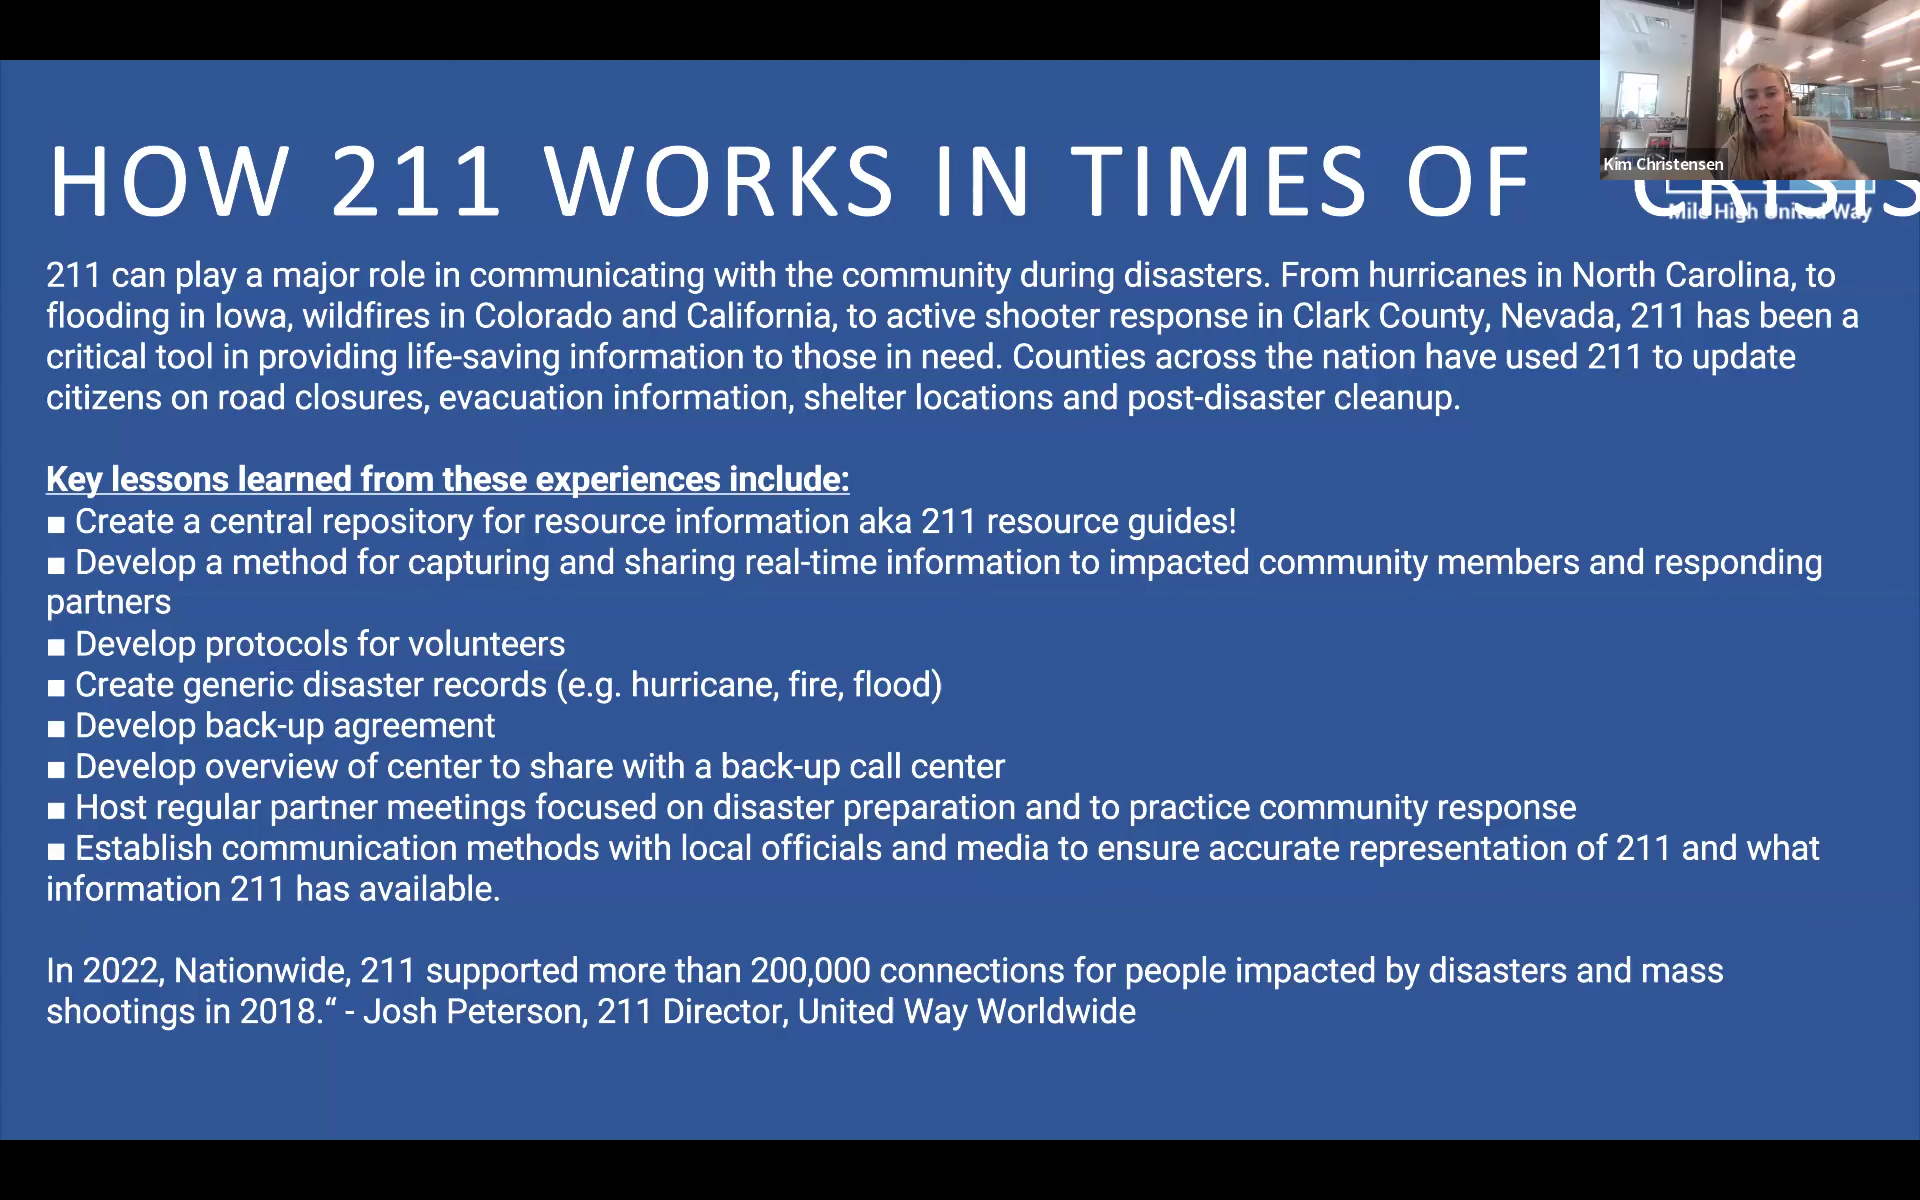 Kim Christensen
HOW 211 WORKS IN TIMES OF CRISIS
Mile High United Way
211 can play a major role in communicating with the community during disasters. From hurricanes in North Carolina, to
flooding in Iowa, wildfires in Colorado and California, to active shooter response in Clark County, Nevada, 211 has been a
critical tool in providing life-saving information to those in need. Counties across the nation have used 211 to update
citizens on road closures, evacuation information, shelter locations and post-disaster cleanup.
Key lessons learned from these experiences include:
■ Create a central repository for resource information aka 211 resource guides!
■ Develop a method for capturing and sharing real-time information to impacted community members and responding
partners
■ Develop protocols for volunteers
■ Create generic disaster records (e.g. hurricane, fire, flood)
■ Develop back-up agreement
■ Develop overview of center to share with a back-up call center
■ Host regular partner meetings focused on disaster preparation and to practice community response
■ Establish communication methods with local officials and media to ensure accurate representation of 211 and what
information 211 has available.
In 2022, Nationwide, 211 supported more than 200,000 connections for people impacted by disasters and mass
shootings in 2018.“ - Josh Peterson, 211 Director, United Way Worldwide